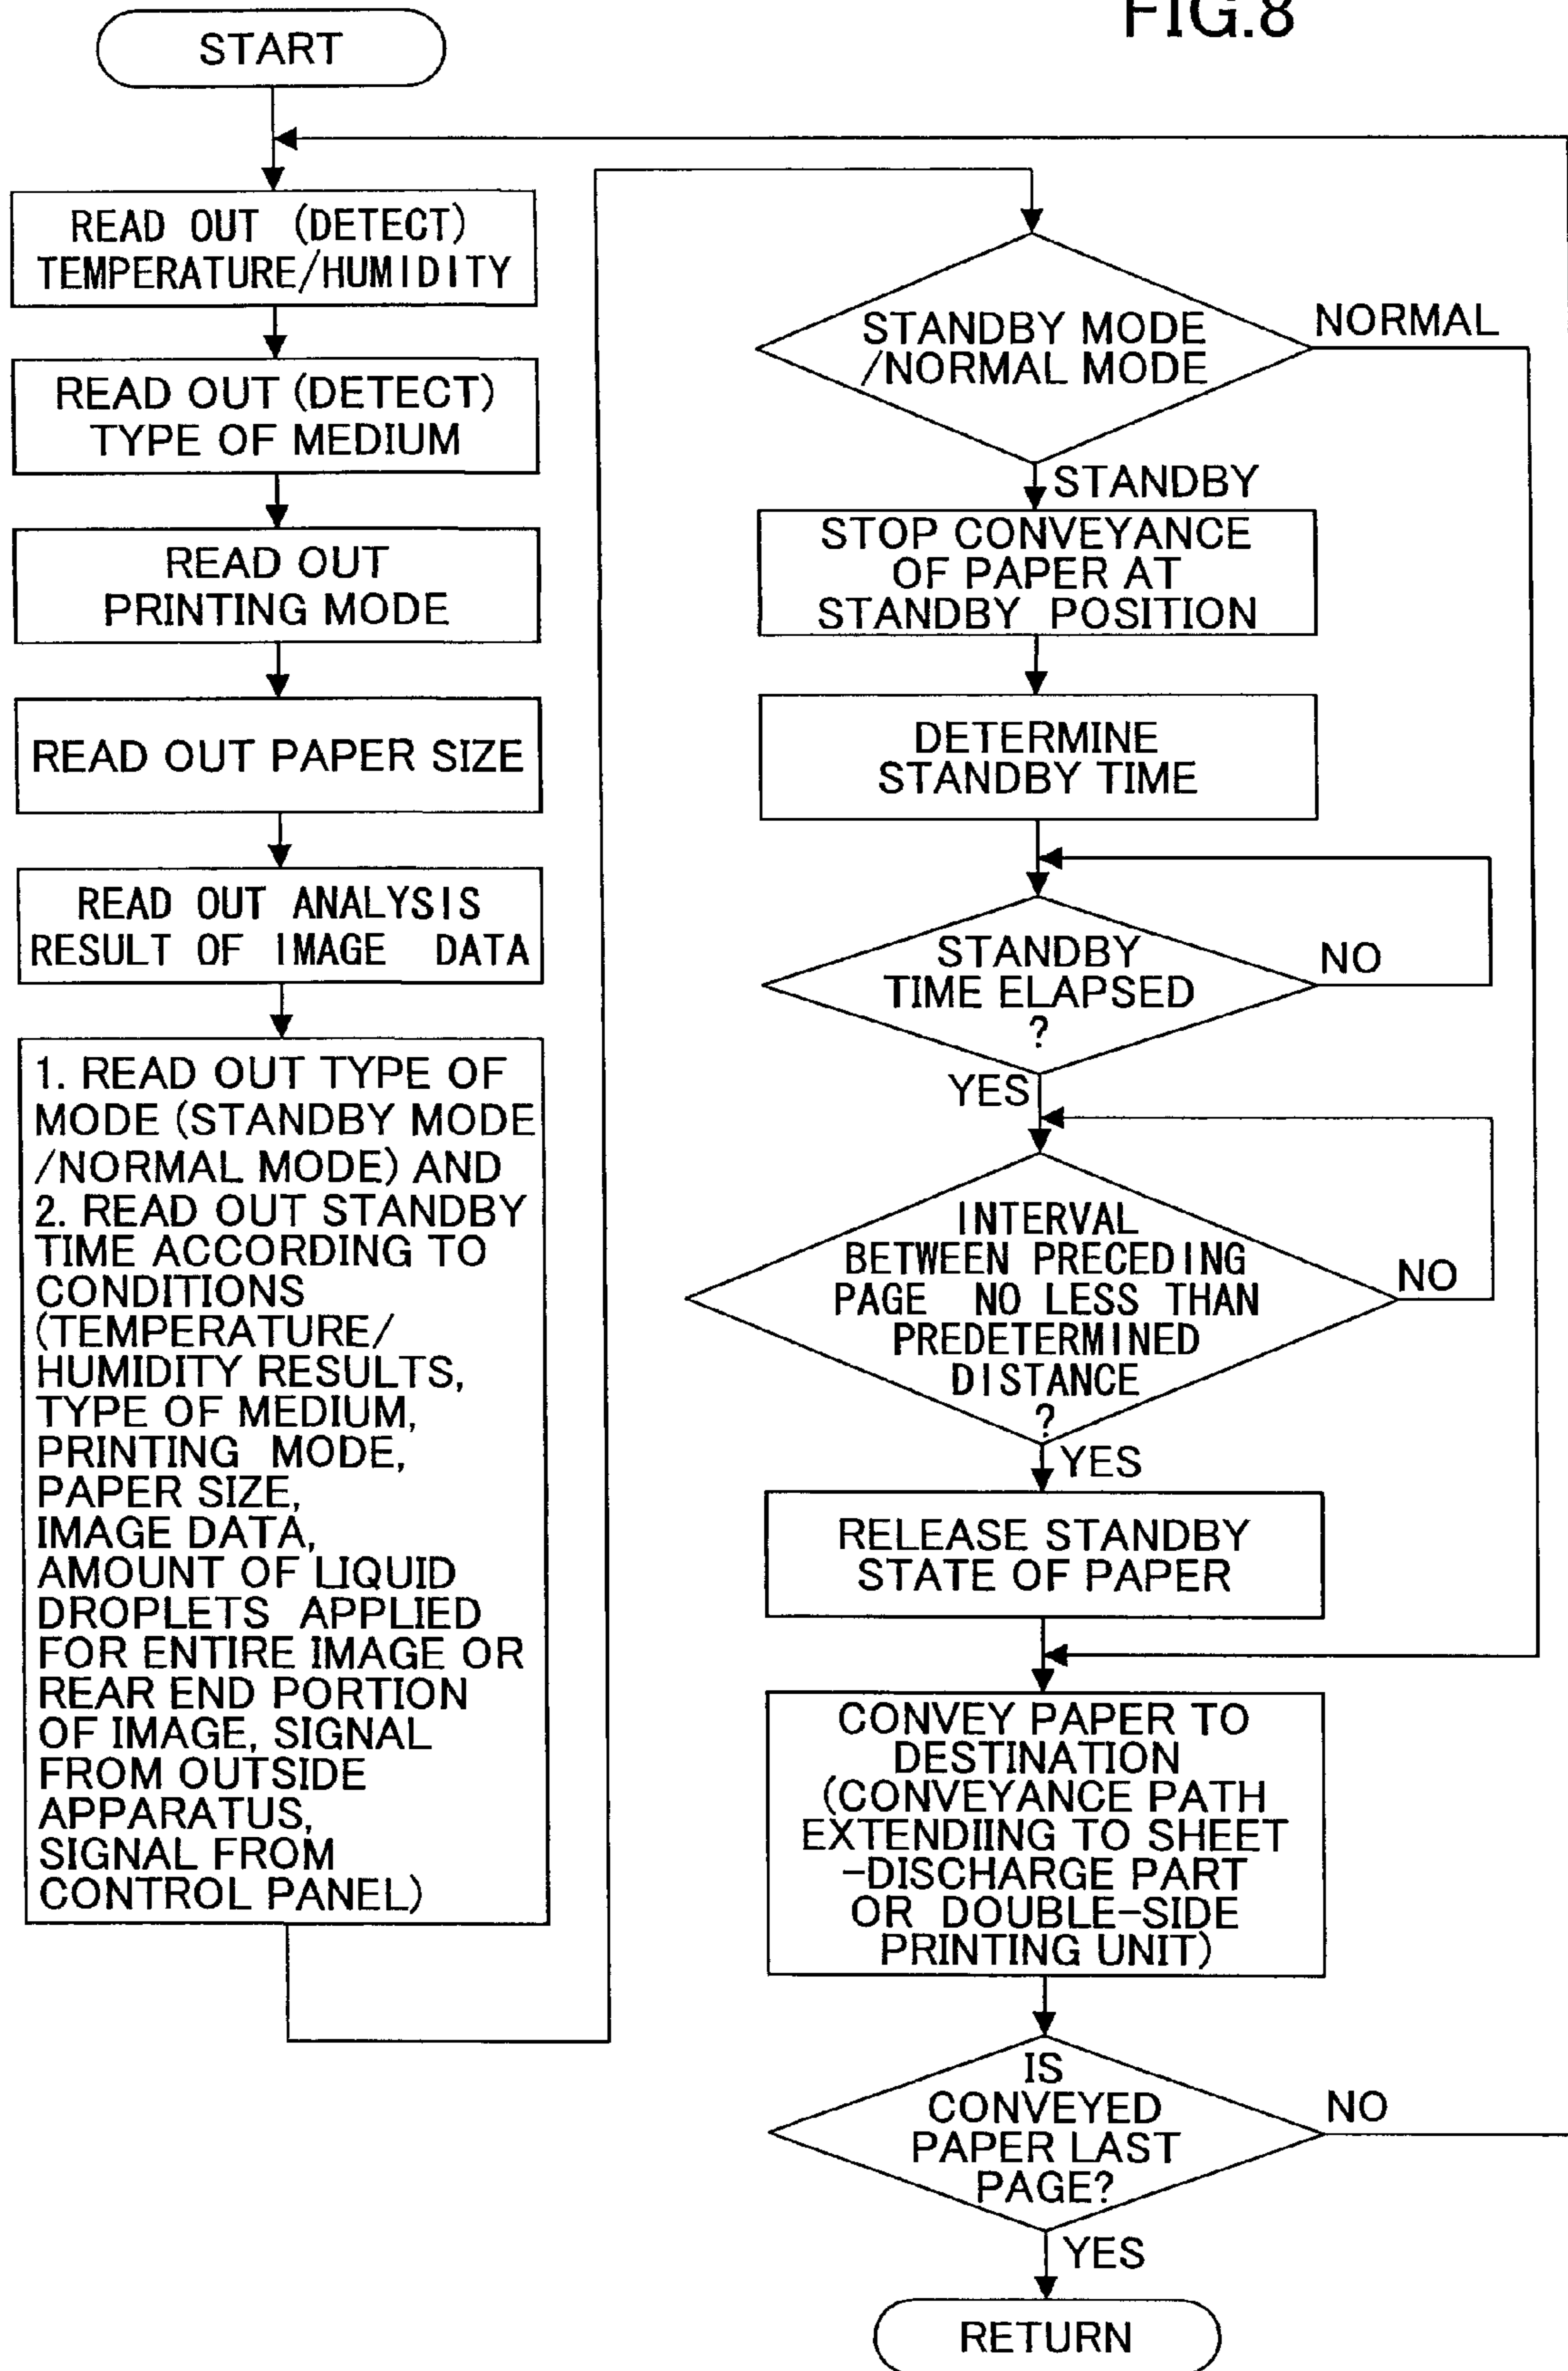 FIG.8
START
READ OUT (DETECT)
TEMPERATURE/HUMIDITY
READ OUT (DETECT)
TYPE OF MEDIUM
READ OUT
PRINTING MODE
READ OUT PAPER SIZE
READ OUT ANALYSIS
RESULT OF IMAGE DATA
1. READ OUT TYPE OF
MODE (STANDBY MODE
/NORMAL MODE) AND
2. READ OUT STANDBY
TIME ACCORDING TO
CONDITIONS
(TEMPERATURE/
HUMIDITY RESULTS,
TYPE OF MEDIUM,
PRINTING MODE,
PAPER SIZE,
IMAGE DATA,
AMOUNT OF LIQUID
DROPLETS APPLIED
FOR ENTIRE IMAGE OR
REAR END PORTION
OF IMAGE, SIGNAL
FROM OUTSIDE
APPARATUS,
SIGNAL FROM
CONTROL PANEL)
STANDBY MODE
/NORMAL MODE
NORMAL
STANDBY
STOP CONVEYANCE
OF PAPER AT
STANDBY POSITION
DETERMINE
STANDBY TIME
STANDBY
TIME ELAPSED
?
NO
YES
INTERVAL
BETWEEN PRECEDING
PAGE NO LESS THAN
PREDETERMINED
DISTANCE
?
NO
YES
RELEASE STANDBY
STATE OF PAPER
CONVEY PAPER TO
DESTINATION
(CONVEYANCE PATH
EXTENDIING TO SHEET
-DISCHARGE PART
OR DOUBLE-SIDE
PRINTING UNIT)
IS
CONVEYED
PAPER LAST
PAGE?
NO
YES
RETURN